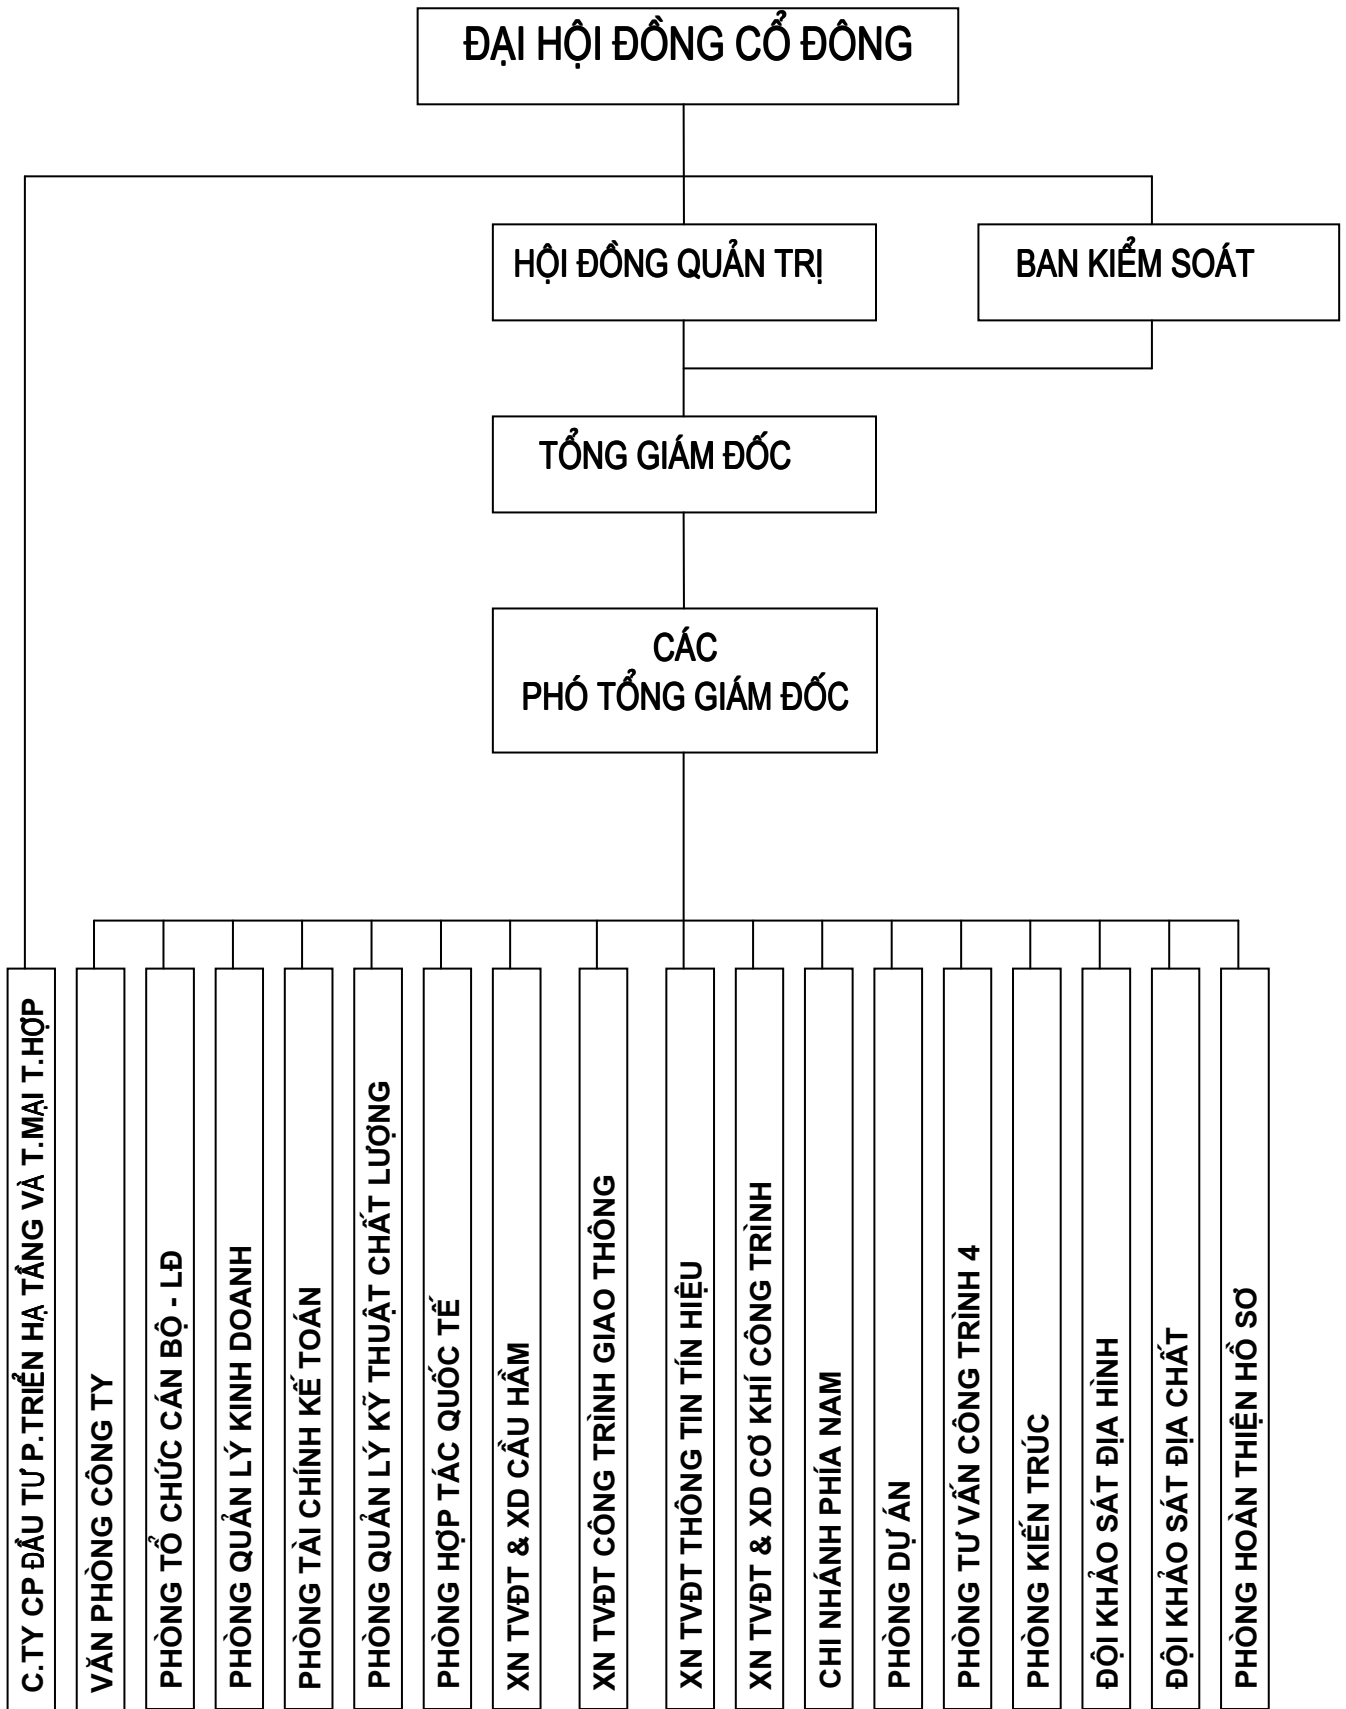 ĐẠI HỘI ĐỒNG CỔ ĐÔNG
HỘI ĐỒNG QUẢN TRỊ
BAN KIỂM SOÁT
TỔNG GIÁM ĐỐC
CÁC
PHÓ TỔNG GIÁM ĐỐC
C.TY CP ĐẦU TƯ P.TRIỂN HẠ TẦNG VÀ T.MẠI T.HỢP
VĂN PHÒNG CÔNG TY
PHÒNG TỔ CHỨC CÁN BỘ - LĐ
PHÒNG QUẢN LÝ KINH DOANH
PHÒNG TÀI CHÍNH KẾ TOÁN
PHÒNG QUẢN LÝ KỸ THUẬT CHẤT LƯỢNG
PHÒNG HỢP TÁC QUỐC TẾ
XN TVĐT & XD CẦU HẦM
XN TVĐT CÔNG TRÌNH GIAO THÔNG
XN TVĐT THÔNG TIN TÍN HIỆU
XN TVĐT & XD CƠ KHÍ CÔNG TRÌNH
CHI NHÁNH PHÍA NAM
PHÒNG DỰ ÁN
PHÒNG TƯ VẤN CÔNG TRÌNH 4
PHÒNG KIẾN TRÚC
ĐỘI KHẢO SÁT ĐỊA HÌNH
ĐỘI KHẢO SÁT ĐỊA CHẤT
PHÒNG HOÀN THIỆN HỒ SƠ